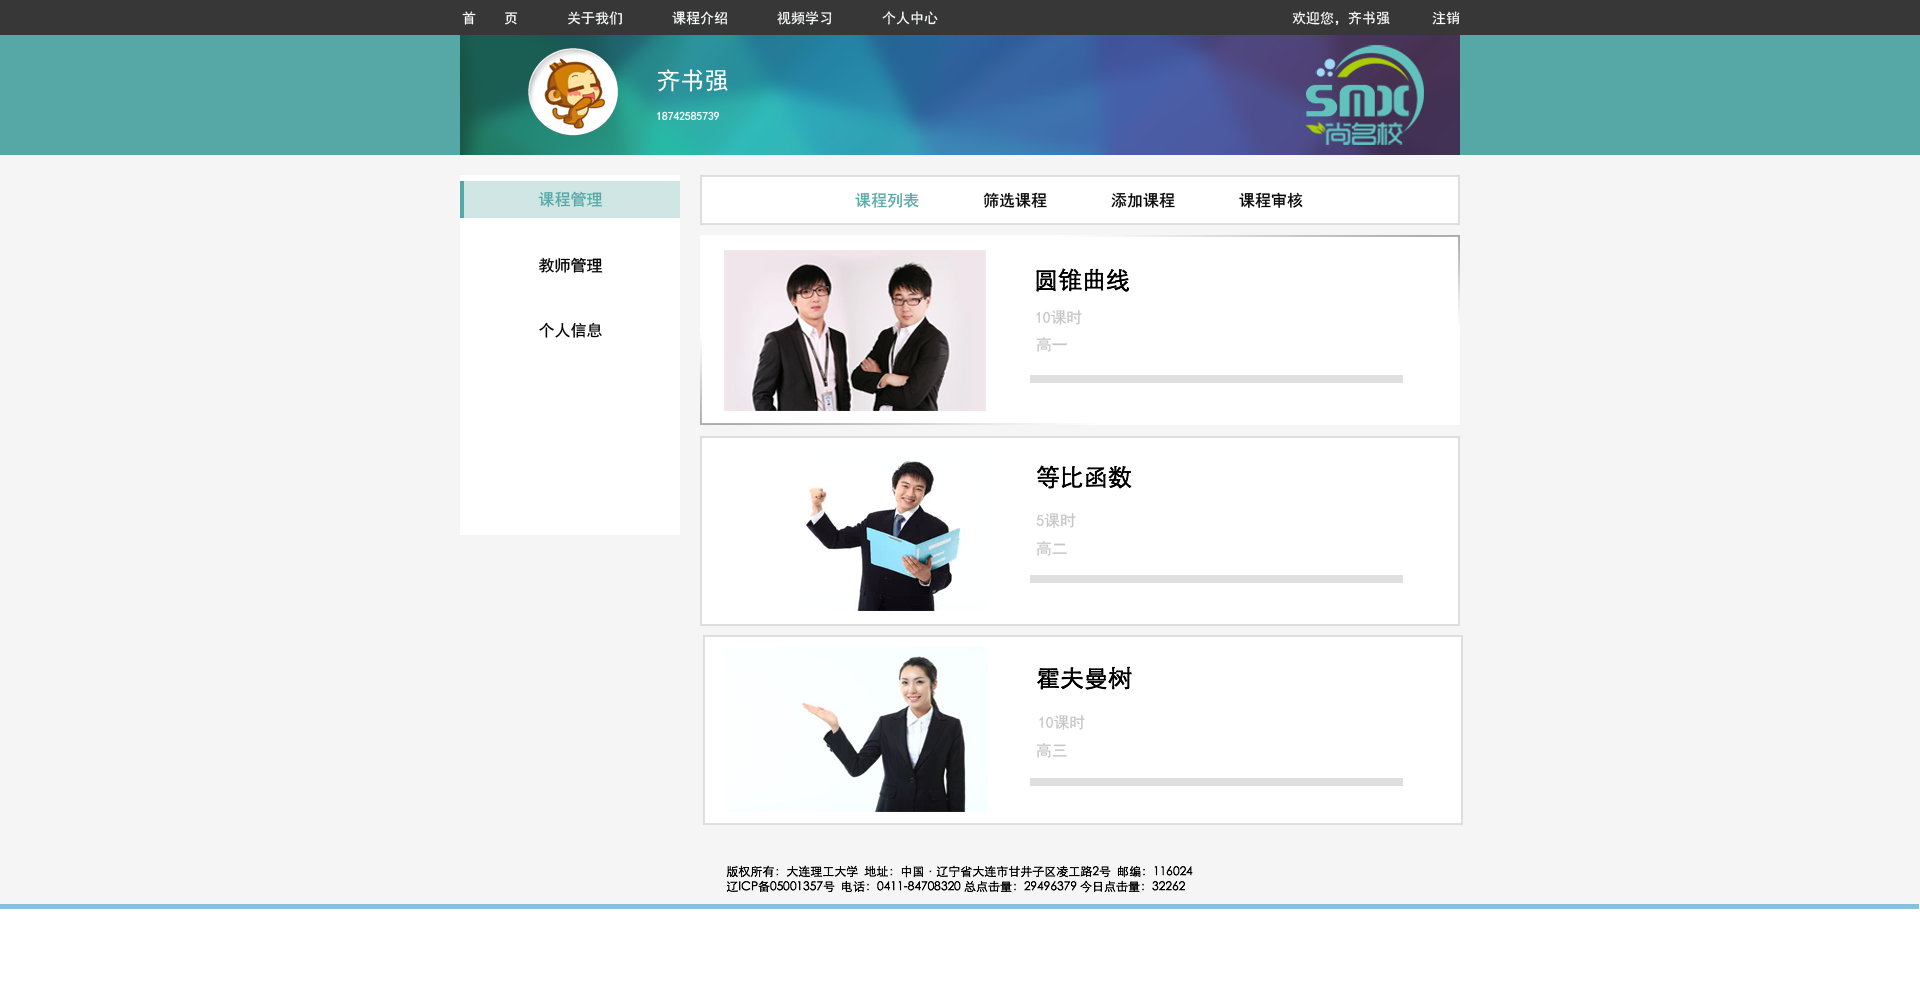 首　　页　　关于我们　　课程介绍　　视频学习　　个人中心　　欢迎您，齐书强　　注销
齐书强
18742585739
smx
尚名校
课程管理
教师管理
个人信息
课程列表　　筛选课程　　添加课程　　课程审核
圆锥曲线
10课时
高一
等比函数
5课时
高二
霍夫曼树
10课时
高三
版权所有：大连理工大学 地址：中国·辽宁省大连市甘井子区凌工路2号 邮编：116024
辽ICP备05001357号 电话：0411-84708320 总点击量：29496379 今日点击量：32262